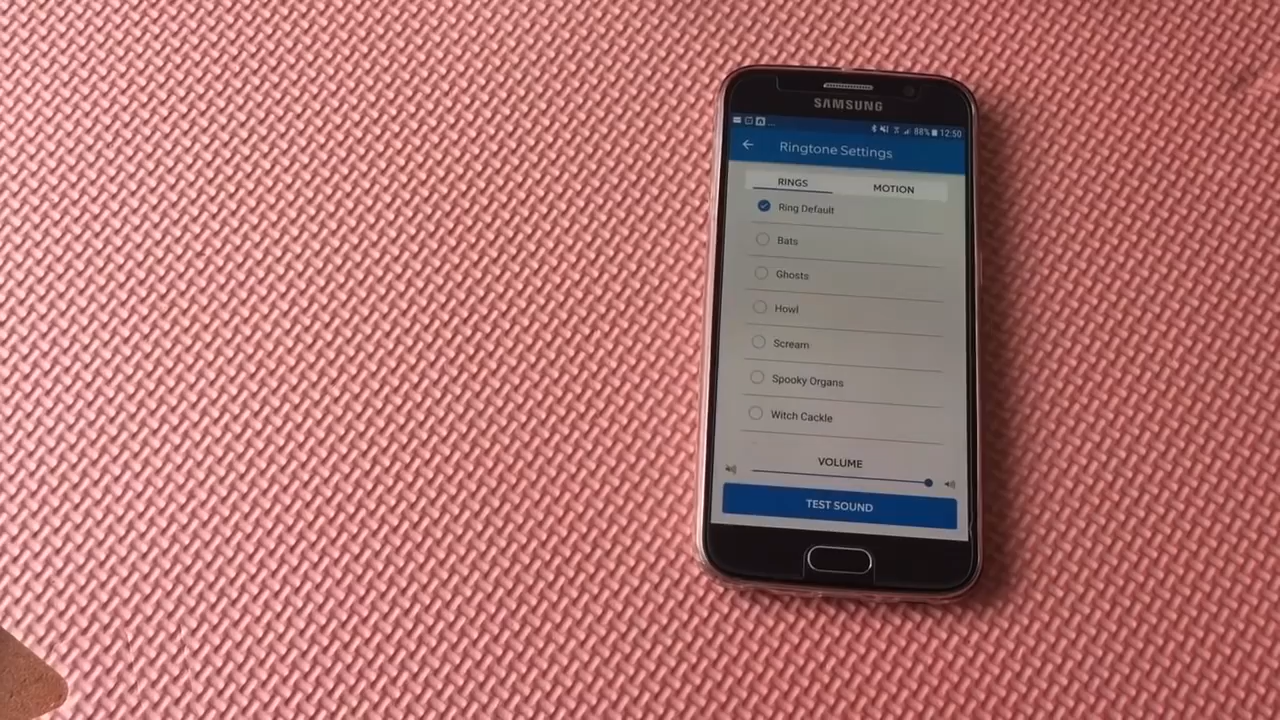 SAMSUNG
88% 12:50
Ringtone Settings
RINGS MOTION
Ring Default
Bats
Ghosts
Howl
Scream
Spooky Organs
Witch Cackle
VOLUME
TEST SOUND